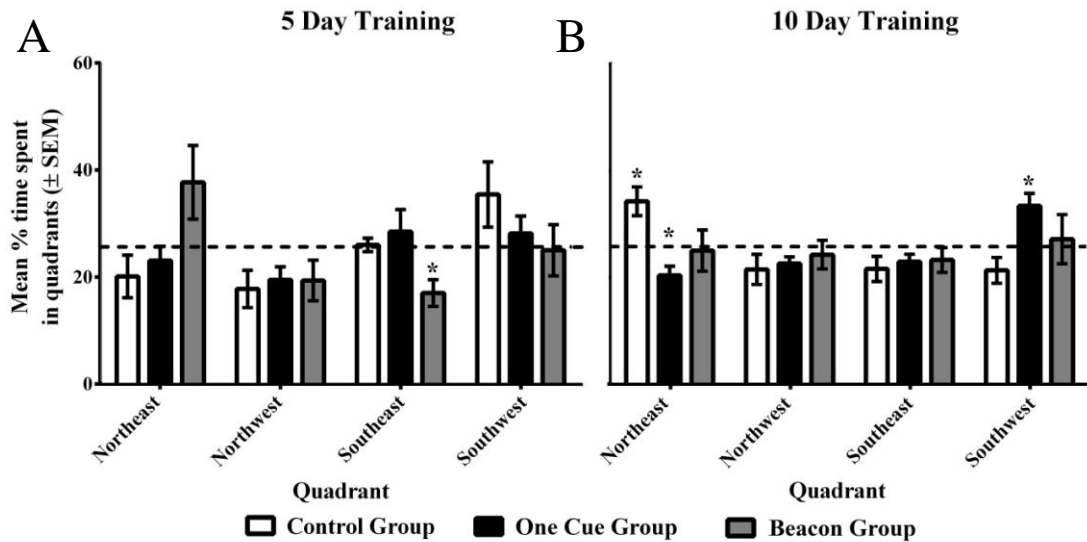 A
5 Day Training
B
10 Day Training
Mean % time spent
in quadrants (± SEM)
60
40
20
0
*
*
*
*
Northeast
Northwest
Southeast
Southwest
Northeast
Northwest
Southeast
Southwest
Quadrant
Quadrant
Control Group
One Cue Group
Beacon Group